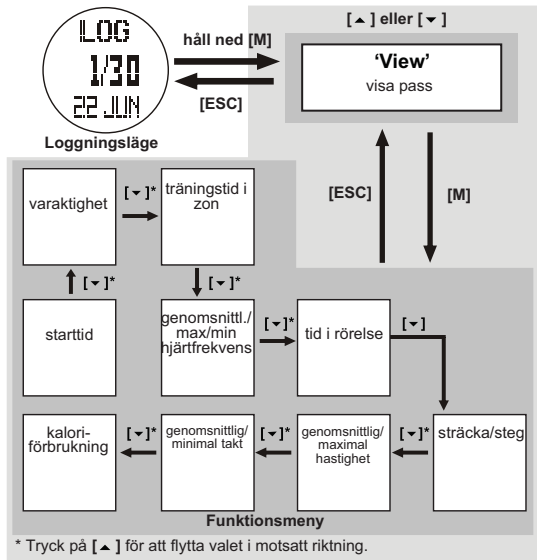 LOG
1/30
22 JUN
Loggningsläge
håll ned [M]
[ESC]
[▲] eller [▼]
‘View’
visa pass
[ESC]
[M]
varaktighet
[▼]*
träningstid i
zon
[▼]*
[▼]*
starttid
genomsnittl./
max/min
hjärtfrekvens
[▼]*
tid i rörelse
[▼]
kalori-
förbrukning
[▼]*
genomsnittlig/
minimal takt
[▼]*
genomsnittlig/
maximal
hastighet
[▼]*
sträcka/steg
Funktionsmeny
* Tryck på [▲] för att flytta valet i motsatt riktning.